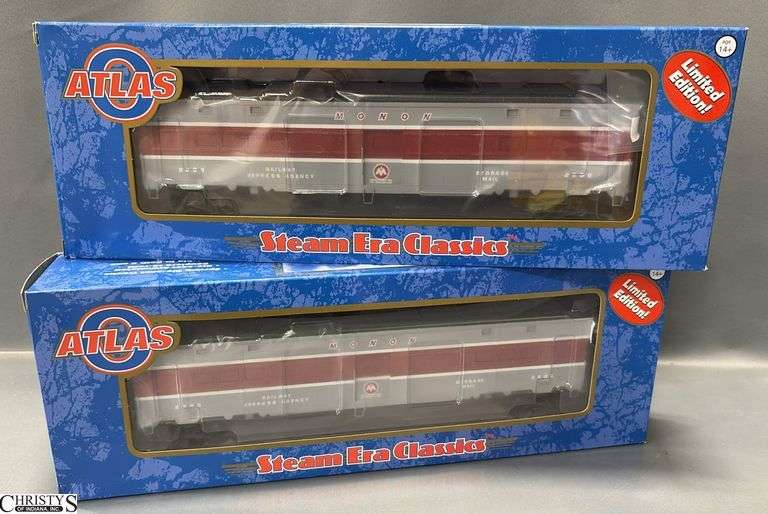 ATLAS
AGES
14+
Limited
Edition!
MONON
RAILWAY
EXPRESS AGENCY
STORAGE
MAIL
Steam Era Classics
14+
Limited
Edition!
ATLAS
MONON
RAILWAY
EXPRESS AGENCY
STORAGE
MAIL
Steam Era Classics
CHRISTY'S
OF INDIANA, INC.